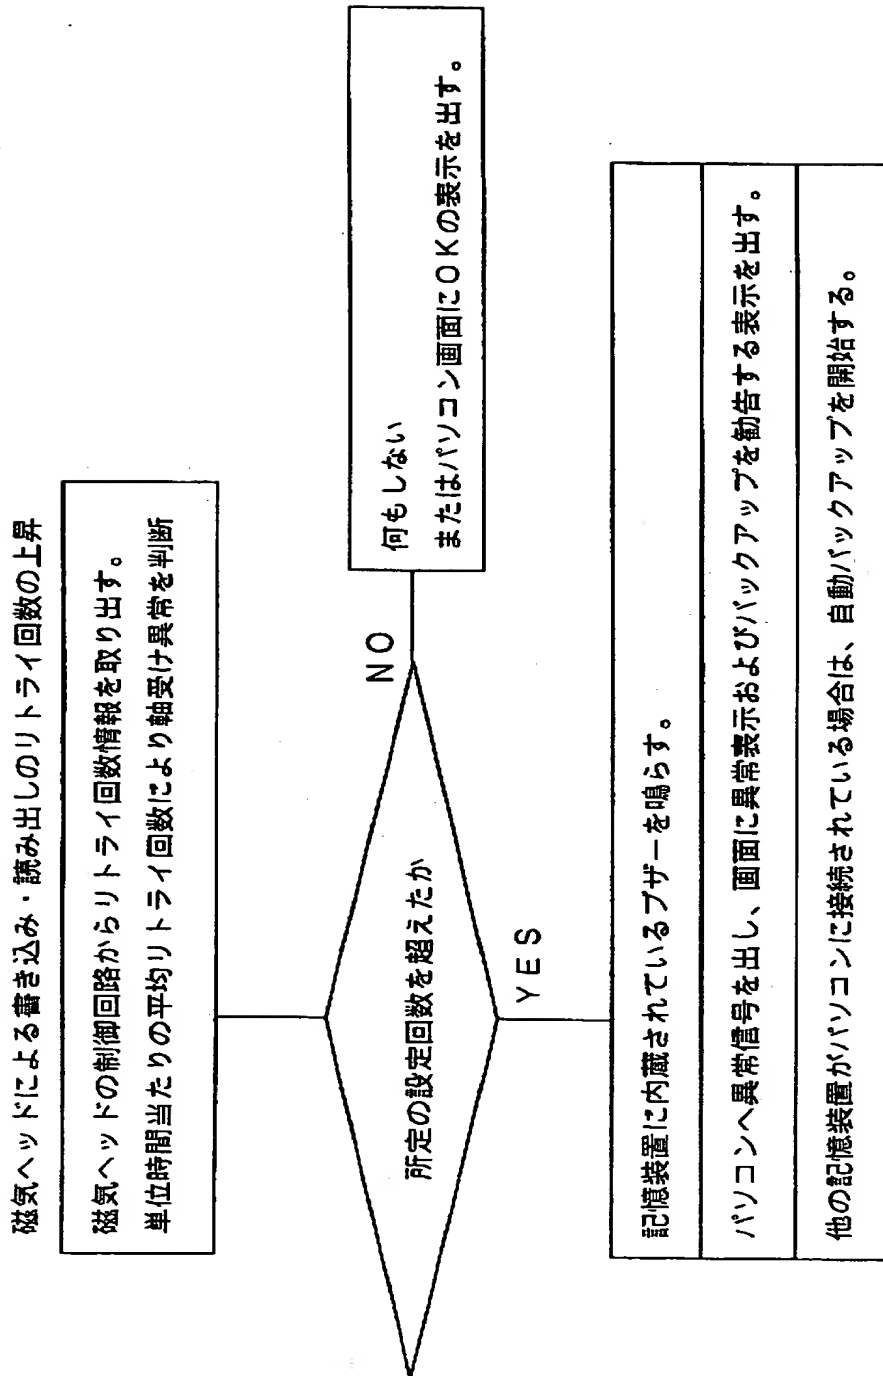 磁気ヘッドによる書き込み・読み出しのリトライ回数の上昇
磁気ヘッドの制御回路からリトライ回数情報を取り出す。
単位時間当たりの平均リトライ回数により軸受け異常を判断
所定の設定回数を超えたか
NO
何もしない
またはパソコン画面にOKの表示を出す。
YES
記憶装置に内蔵されているブザーを鳴らす。
パソコンへ異常信号を出し、画面に異常表示およびバックアップを勧告する表示を出す。
他の記憶装置がパソコンに接続されている場合は、自動バックアップを開始する。